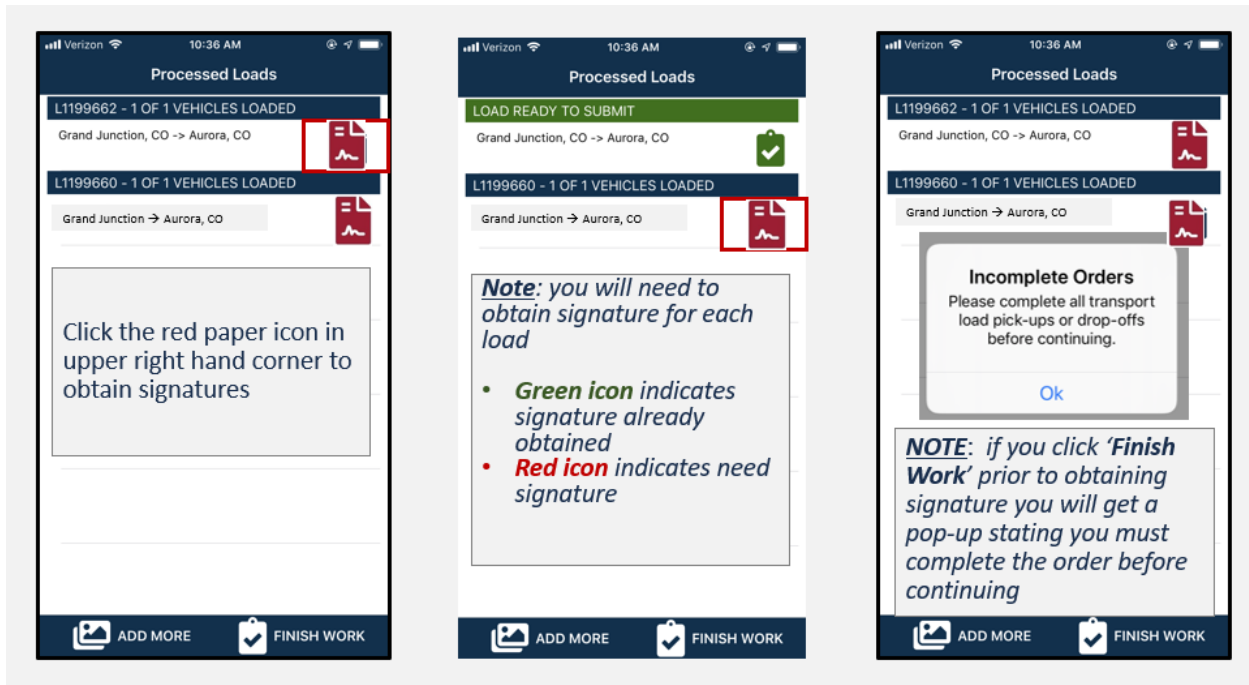 Verizon 10:36 AM
Processed Loads
L1199662 - 1 OF 1 VEHICLES LOADED
Grand Junction, CO -> Aurora, CO
L1199660 - 1 OF 1 VEHICLES LOADED
Grand Junction → Aurora, CO
Click the red paper icon in
upper right hand corner to
obtain signatures
ADD MORE FINISH WORK
Verizon 10:36 AM
Processed Loads
LOAD READY TO SUBMIT
Grand Junction, CO -> Aurora, CO
L1199660 - 1 OF 1 VEHICLES LOADED
Grand Junction → Aurora, CO
Note: you will need to
obtain signature for each
load
• Green icon indicates
signature already
obtained
• Red icon indicates need
signature
ADD MORE FINISH WORK
Verizon 10:36 AM
Processed Loads
L1199662 - 1 OF 1 VEHICLES LOADED
Grand Junction, CO -> Aurora, CO
L1199660 - 1 OF 1 VEHICLES LOADED
Grand Junction → Aurora, CO
Incomplete Orders
Please complete all transport
load pick-ups or drop-offs
before continuing.
Ok
NOTE: if you click ‘Finish
Work’ prior to obtaining
signature you will get a
pop-up stating you must
complete the order before
continuing
ADD MORE FINISH WORK